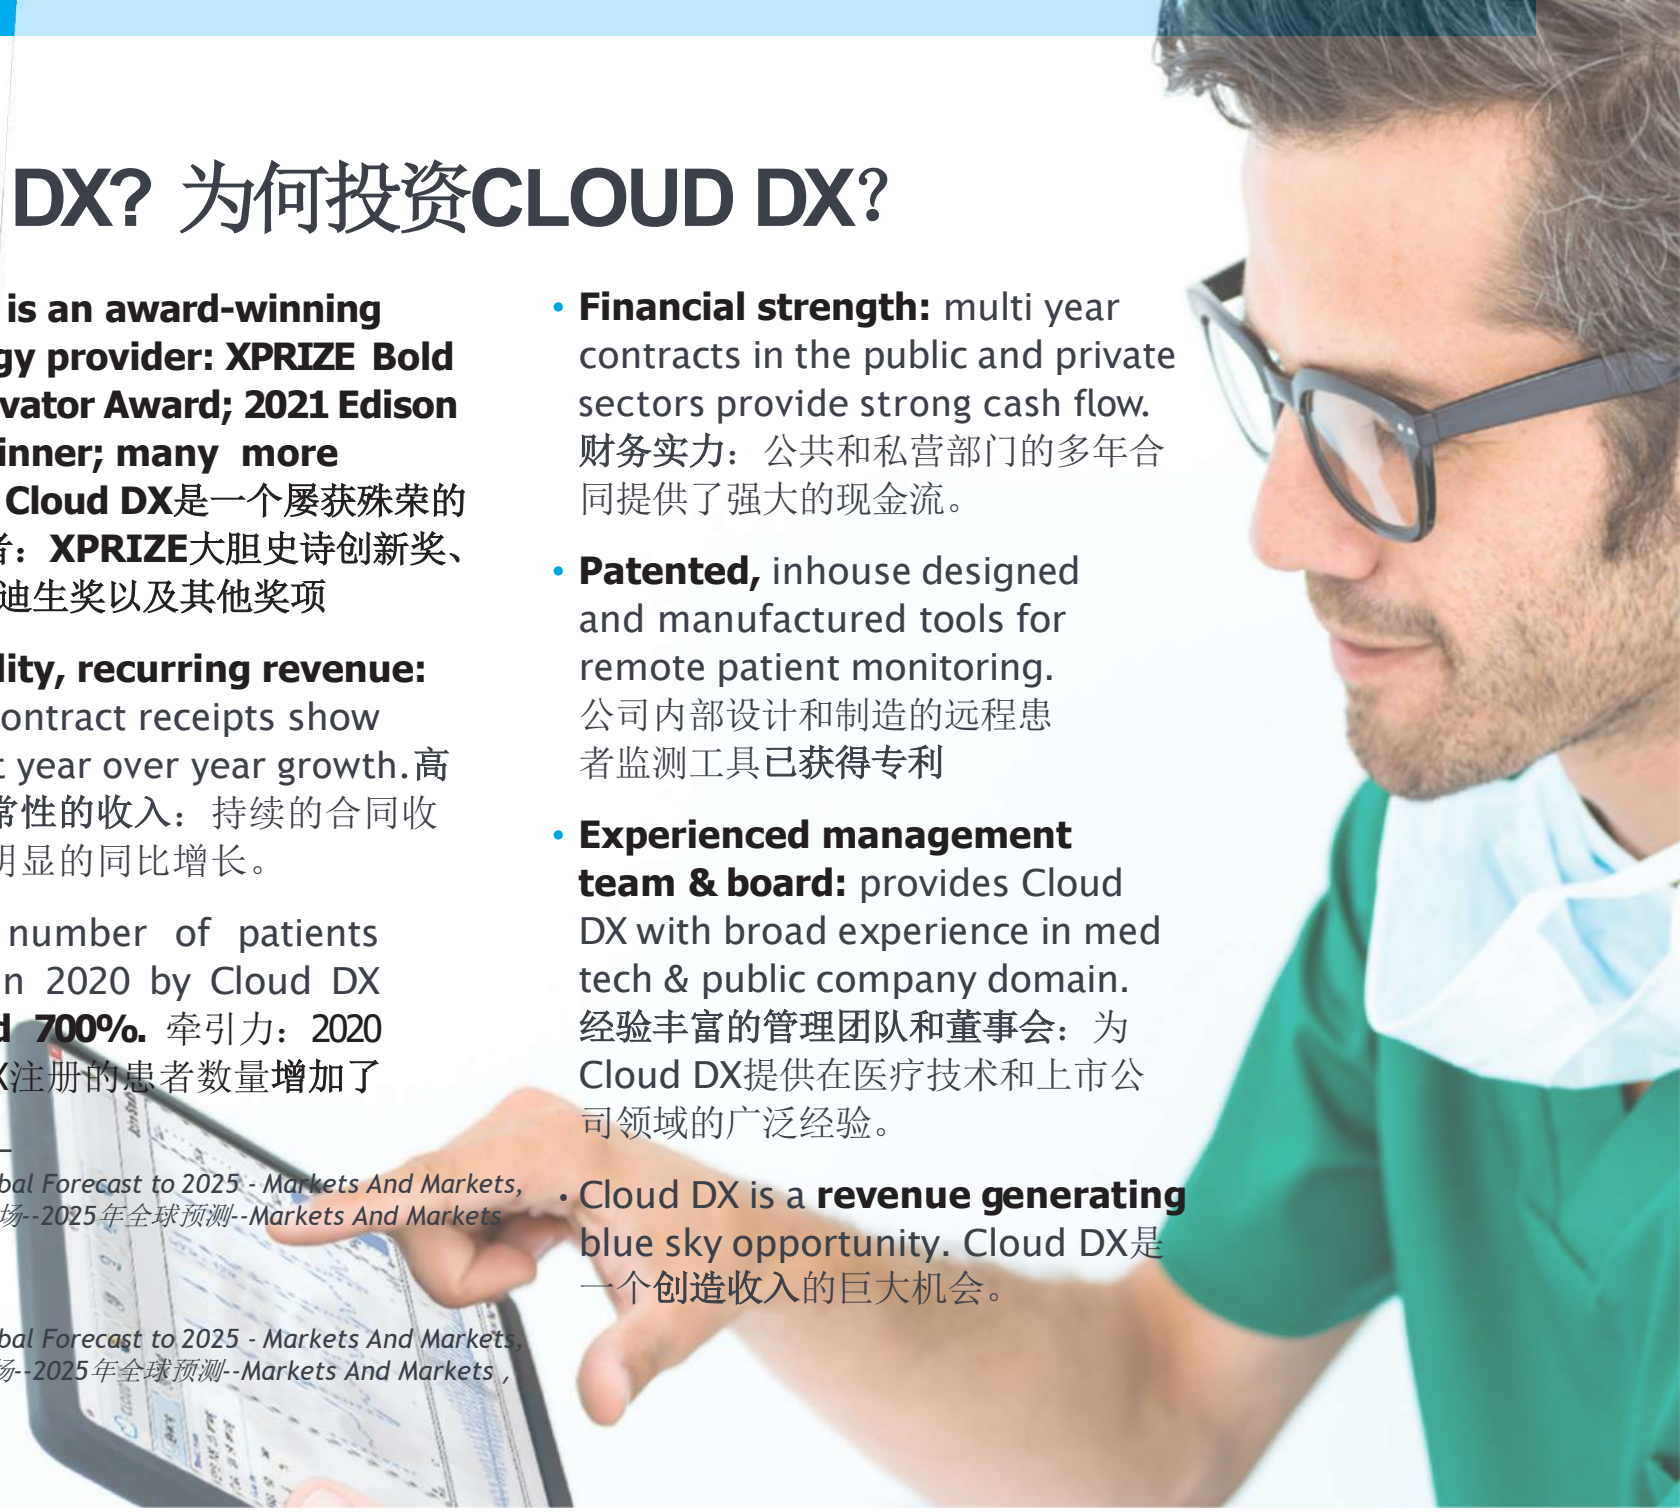 DX? 为何投资CLOUD DX?
is an award-winning
gy provider: XPRIZE Bold
vator Award; 2021 Edison
inner; many more
Cloud DX是一个屡获殊荣的
者：XPRIZE大胆史诗创新奖、
迪生奖以及其他奖项
lity, recurring revenue:
ontract receipts show
t year over year growth.高
常性的收入：持续的合同收
明显的同比增长。
number of patients
n 2020 by Cloud DX
d 700%. 牵引力：2020
X注册的患者数量增加了
bal Forecast to 2025 - Markets And Markets,
场--2025年全球预测--Markets And Markets
bal Forecast to 2025 - Markets And Markets,
场--2025年全球预测--Markets And Markets ,
• Financial strength: multi year
contracts in the public and private
sectors provide strong cash flow.
财务实力：公共和私营部门的多年合
同提供了强大的现金流。
• Patented, inhouse designed
and manufactured tools for
remote patient monitoring.
公司内部设计和制造的远程患
者监测工具已获得专利
• Experienced management
team & board: provides Cloud
DX with broad experience in med
tech & public company domain.
经验丰富的管理团队和董事会：为
Cloud DX提供在医疗技术和上市公
司领域的广泛经验。
• Cloud DX is a revenue generating
blue sky opportunity. Cloud DX是
一个创造收入的巨大机会。